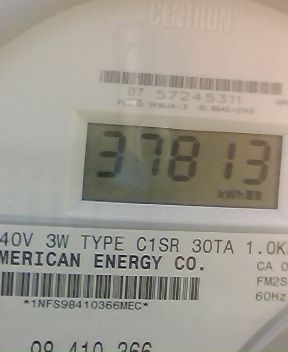 CENTRON
07 57245311
37813
kWh
40V 3W TYPE C1SR 30TA 1.0K
MERICAN ENERGY CO.
CA 0
FM2S
60Hz
*1NFS98410366MEC*
98 410 366